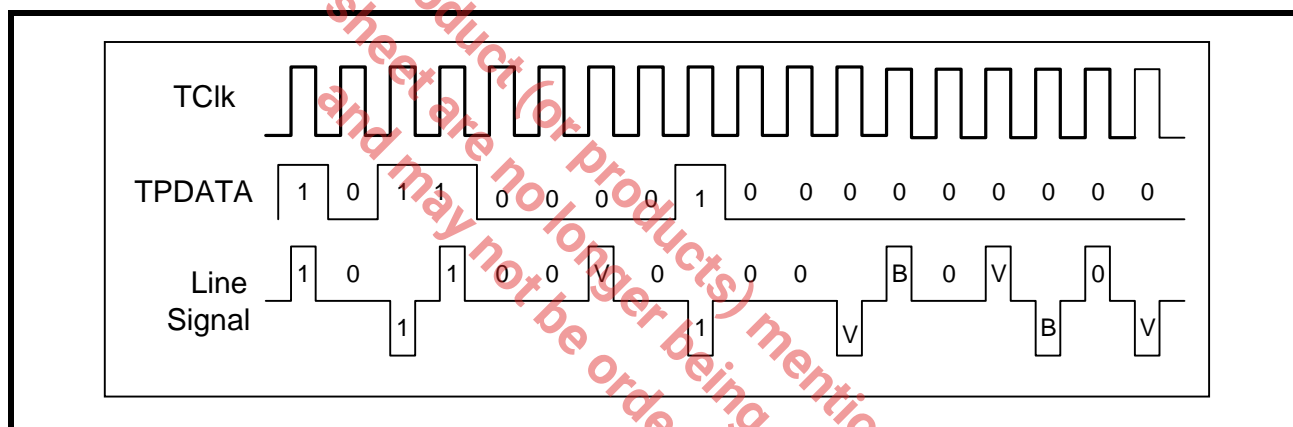 TClk
TPDATA 1 0 1 1 0 0 0 0 1 0 0 0 0 0 0 0 0 0
Line Signal 1 0 1 1 0 0 V 0 1 0 0 V B 0 V B 0 V
product (or products) mentio
sheet are no longer being
and may not be orde